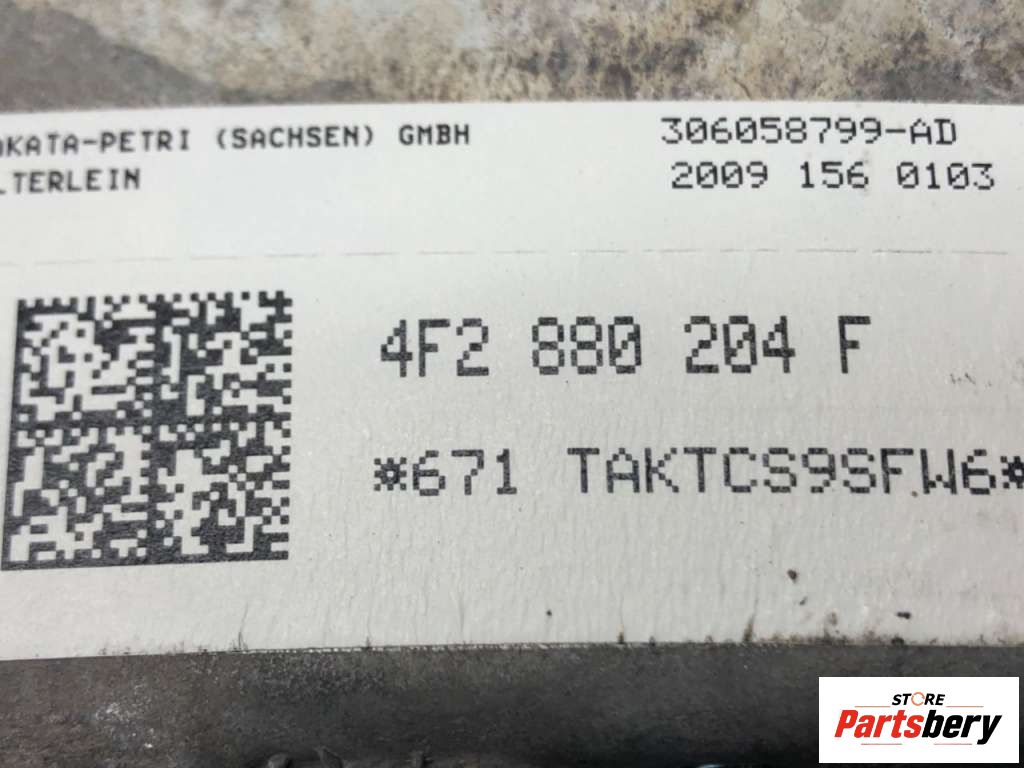 AKATA-PETRI (SACHSEN) GMBH
LTERLEIN
306058799-AD
2009 156 0103
4F2 880 204 F
*671 TAKTCS9SFW6*
STORE
Partsbery